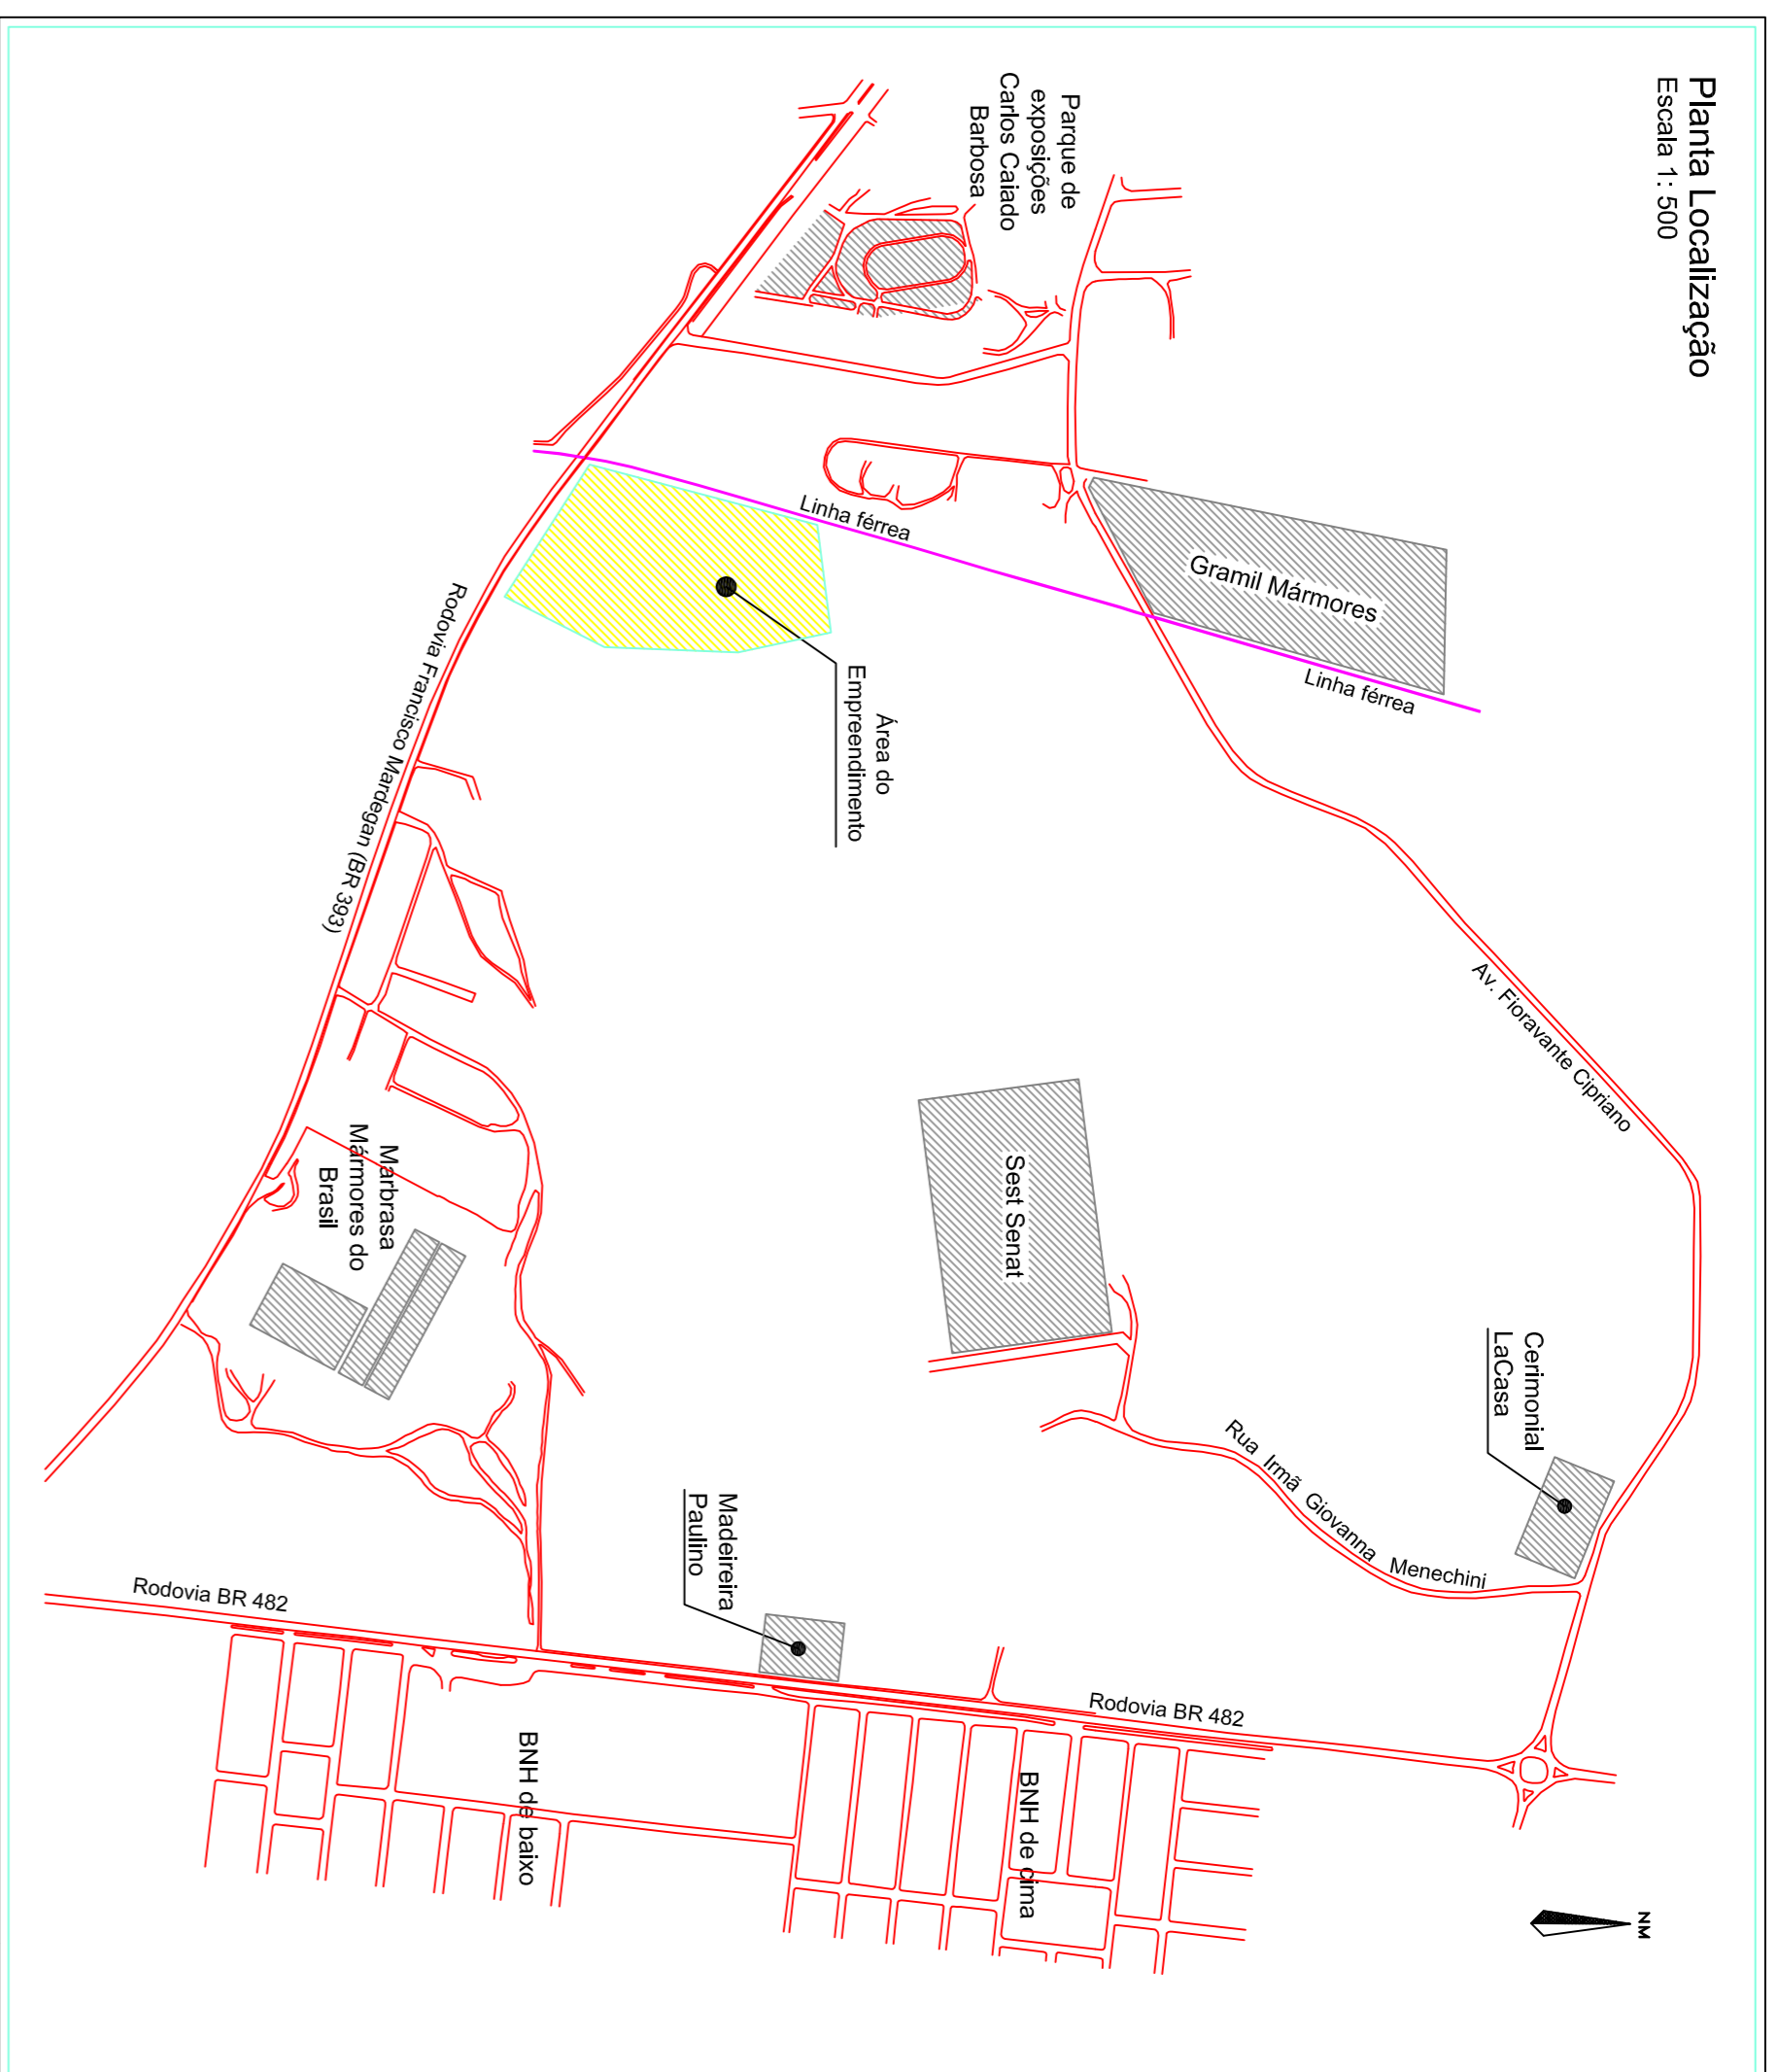 Planta Localização
Escala 1: 500
Parque de
exposições
Carlos Caiado
Barbosa
Linha férrea
Gramil Mármores
Linha férrea
Área do
Empreendimento
Rodovia Francisco Mardegan (BR 393)
Av. Fioravante Cipriano
Sest Senat
Marbrasa
Mármores do
Brasil
Cerimonial
LaCasa
Rua Irmã Giovanna Menechini
Madeireira
Paulino
Rodovia BR 482
Rodovia BR 482
BNH de cima
BNH de baixo
NM